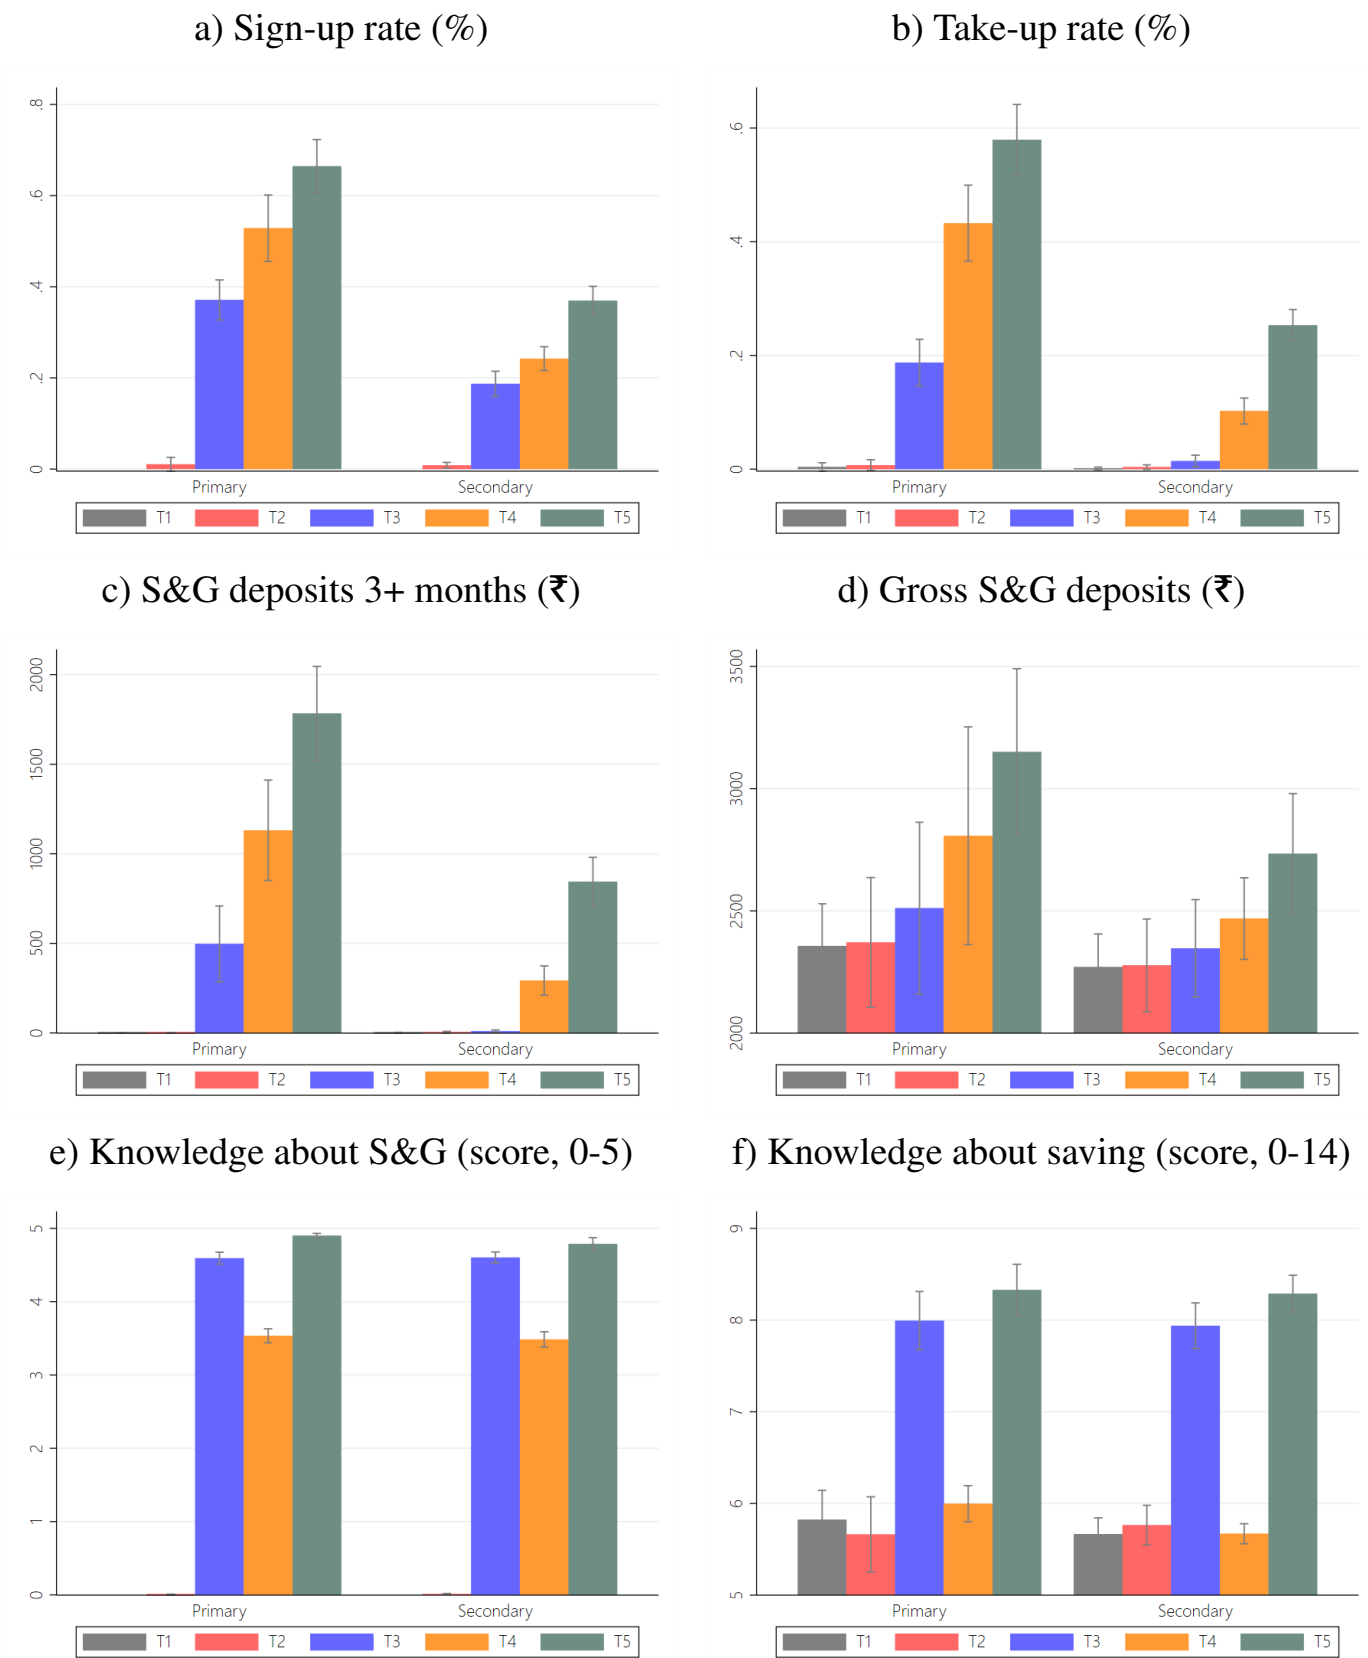 a) Sign-up rate (%)
b) Take-up rate (%)
.8
.6
.4
.2
0
Primary
Secondary
T1 T2 T3 T4 T5
.6
.4
.2
0
Primary
Secondary
T1 T2 T3 T4 T5
c) S&G deposits 3+ months (₹)
d) Gross S&G deposits (₹)
2000
1500
1000
500
0
Primary
Secondary
T1 T2 T3 T4 T5
3500
3000
2500
2000
Primary
Secondary
T1 T2 T3 T4 T5
e) Knowledge about S&G (score, 0-5)
f) Knowledge about saving (score, 0-14)
5
4
3
2
1
0
Primary
Secondary
T1 T2 T3 T4 T5
9
8
7
6
5
Primary
Secondary
T1 T2 T3 T4 T5